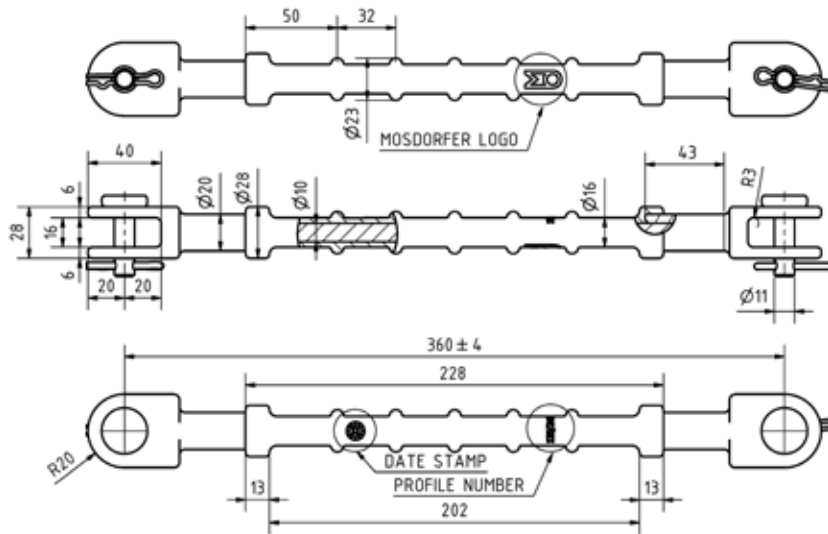 50 32
Ø23
MOSDORFER LOGO
40 43
6 Ø20 Ø28 Ø10 Ø16 R3
28 16
6
20 20 Ø11
360 ± 4
228
R20
DATE STAMP
PROFILE NUMBER
13 13
202